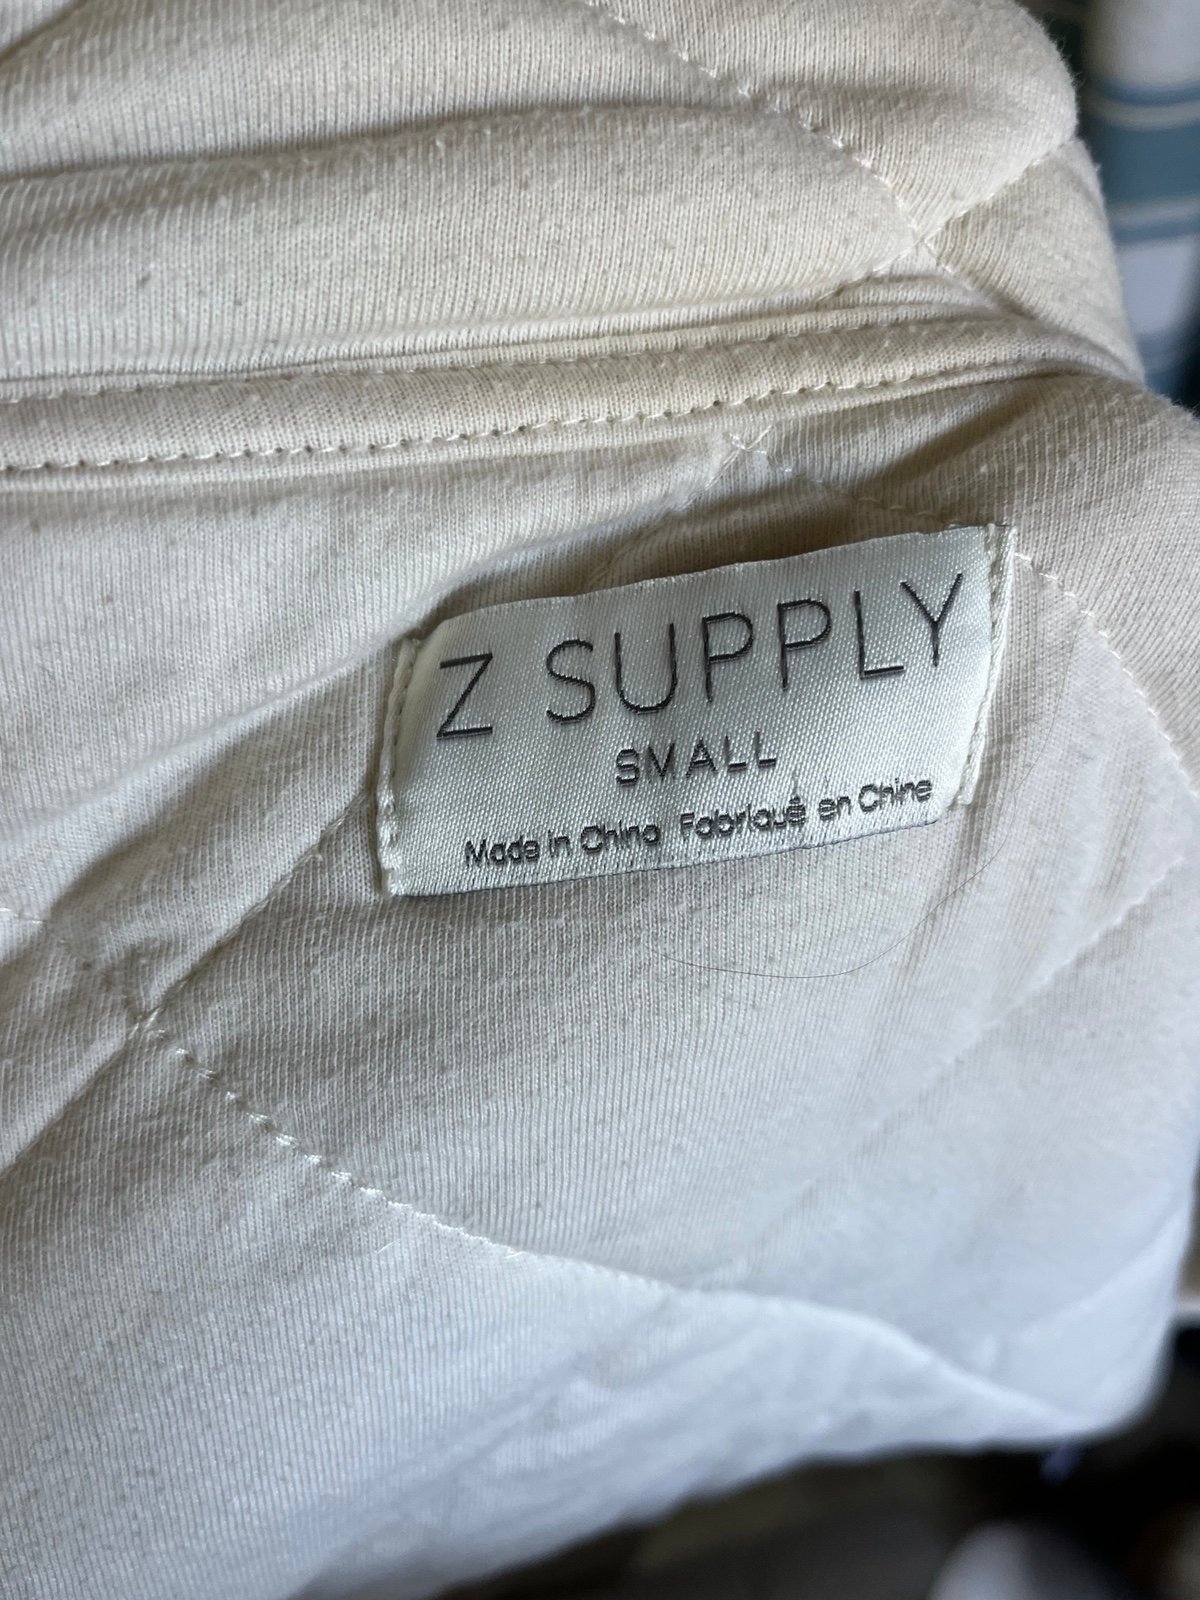 Z SUPPLY
SMALL
Made in China Fabriqué en Chine